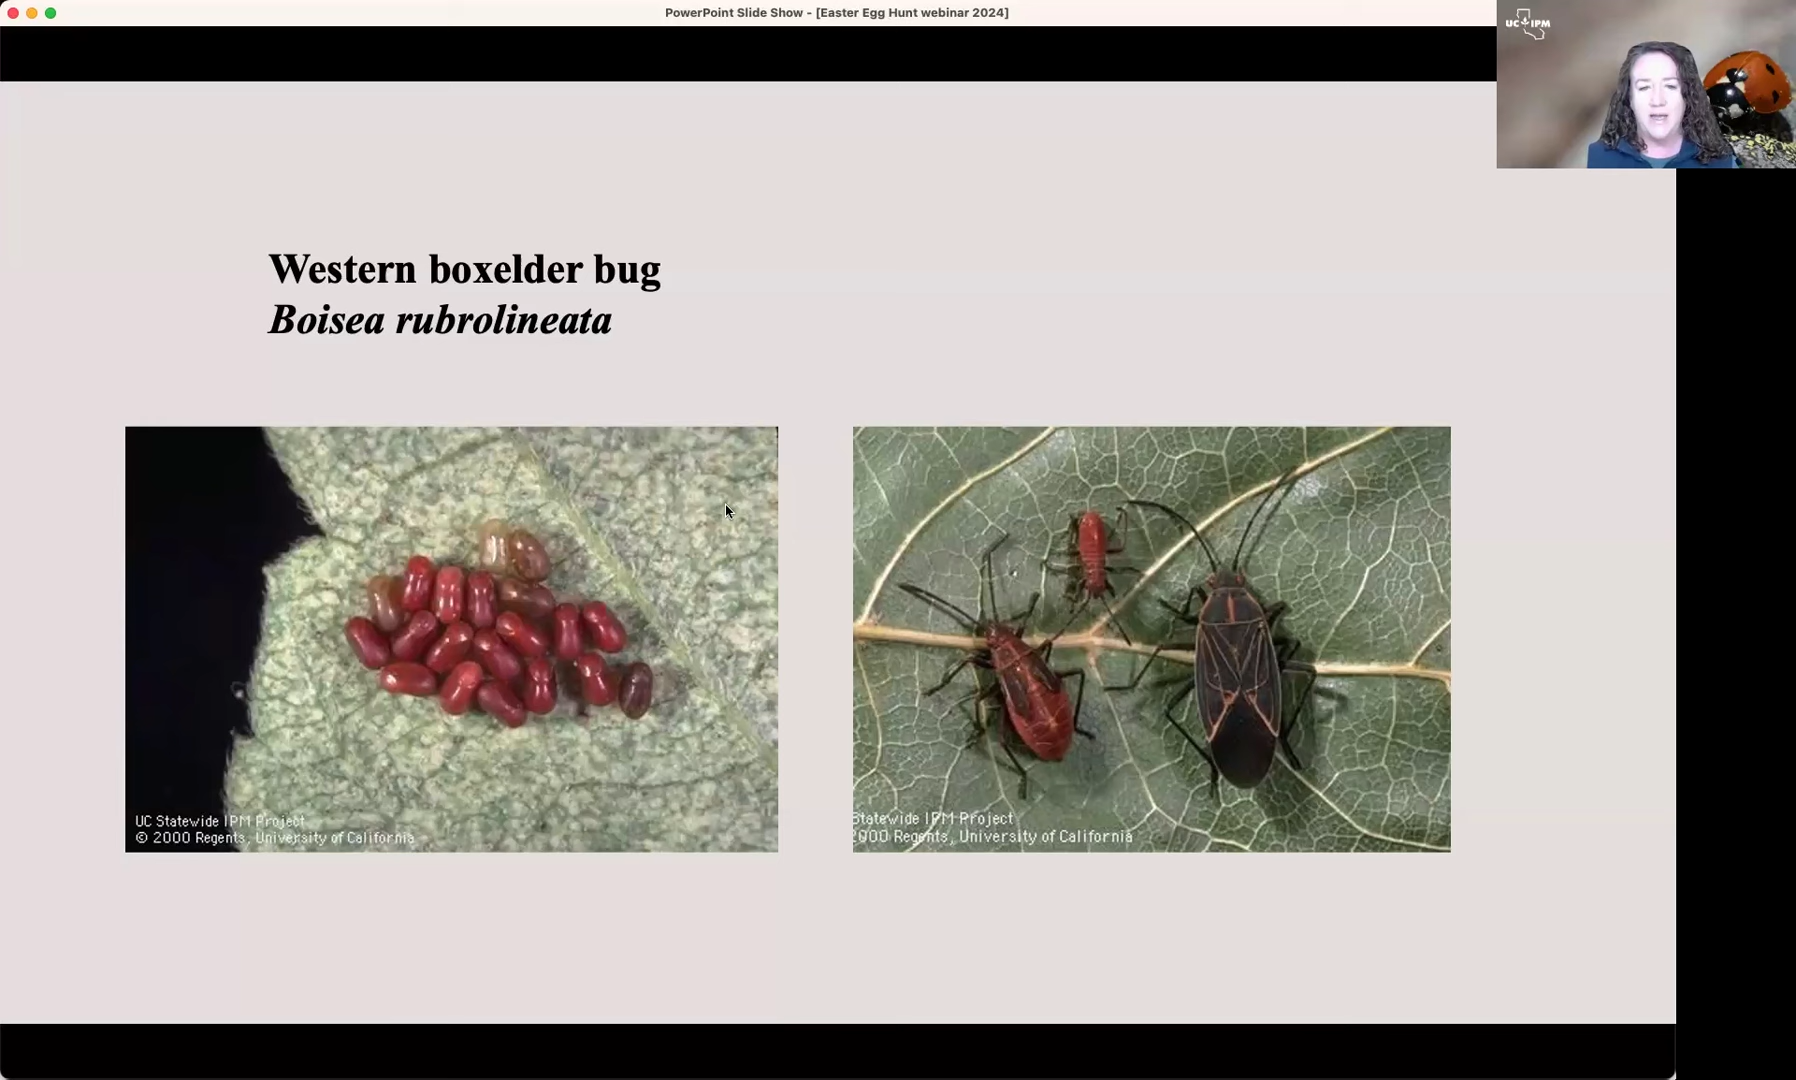 PowerPoint Slide Show - [Easter Egg Hunt webinar 2024]
UC IPM
Western boxelder bug
Boisea rubrolineata
UC Statewide IPM Project
© 2000 Regents, University of California
Statewide IPM Project
2000 Regents, University of California